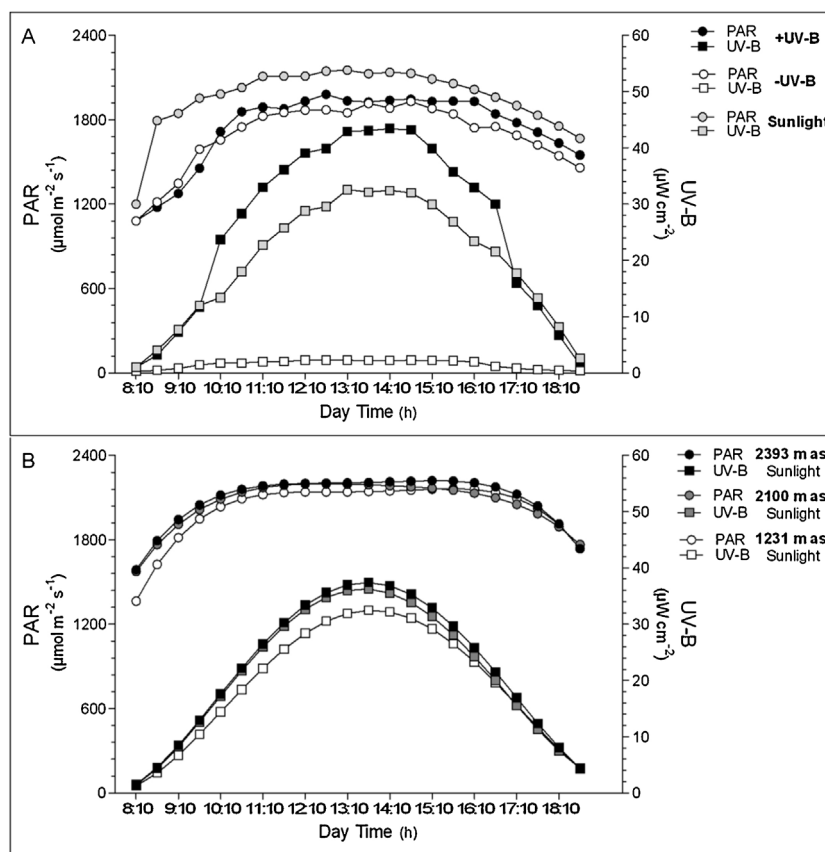 A
PAR
UV-B
+UV-B
PAR
UV-B
-UV-B
PAR
UV-B
Sunlight
2400
1800
1200
600
0
PAR
(µmol m⁻² s⁻¹)
60
50
40
30
20
10
0
UV-B
(µW cm⁻²)
8:10 9:10 10:10 11:10 12:10 13:10 14:10 15:10 16:10 17:10 18:10
Day Time (h)
B
PAR 2393 m as
UV-B Sunlight
PAR 2100 m as
UV-B Sunlight
PAR 1231 m as
UV-B Sunlight
2400
1800
1200
600
0
PAR
(µmol m⁻² s⁻¹)
60
50
40
30
20
10
0
UV-B
(µW cm⁻²)
8:10 9:10 10:10 11:10 12:10 13:10 14:10 15:10 16:10 17:10 18:10
Day Time (h)